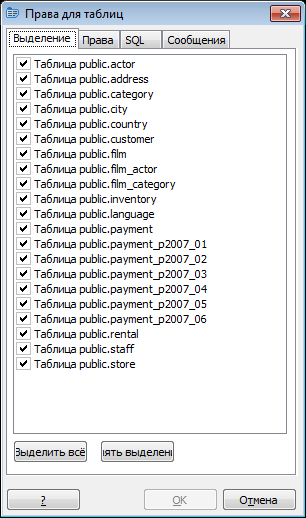 Права для таблиц
Выделение Права SQL Сообщения
Таблица public.actor
Таблица public.address
Таблица public.category
Таблица public.city
Таблица public.country
Таблица public.customer
Таблица public.film
Таблица public.film_actor
Таблица public.film_category
Таблица public.inventory
Таблица public.language
Таблица public.payment
Таблица public.payment_p2007_01
Таблица public.payment_p2007_02
Таблица public.payment_p2007_03
Таблица public.payment_p2007_04
Таблица public.payment_p2007_05
Таблица public.payment_p2007_06
Таблица public.rental
Таблица public.staff
Таблица public.store
Выделить всё ять выделени
? OK Отмена